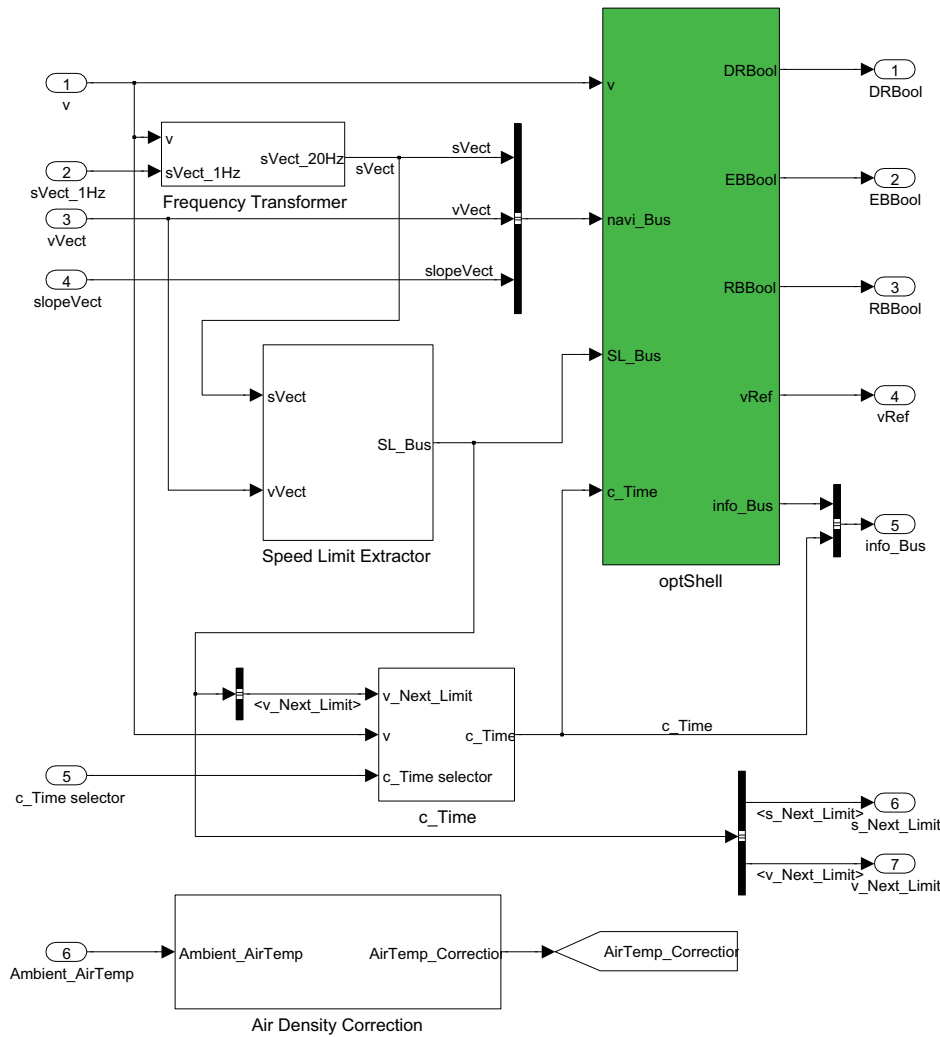 1
v
2
sVect_1Hz
3
vVect
4
slopeVect
v
sVect_1Hz
sVect_20Hz
Frequency Transformer
sVect
sVect
vVect
slopeVect
v
navi_Bus
SL_Bus
c_Time
DRBool
EBBool
RBBool
vRef
info_Bus
optShell
1
DRBool
2
EBBool
3
RBBool
4
vRef
5
info_Bus
sVect
vVect
SL_Bus
Speed Limit Extractor
<v_Next_Limit>
v_Next_Limit
v
c_Time selector
c_Time
c_Time
c_Time
5
c_Time selector
<s_Next_Limit>
6
s_Next_Limit
<v_Next_Limit>
7
v_Next_Limit
6
Ambient_AirTemp
Ambient_AirTemp
AirTemp_Correction
Air Density Correction
AirTemp_Correction